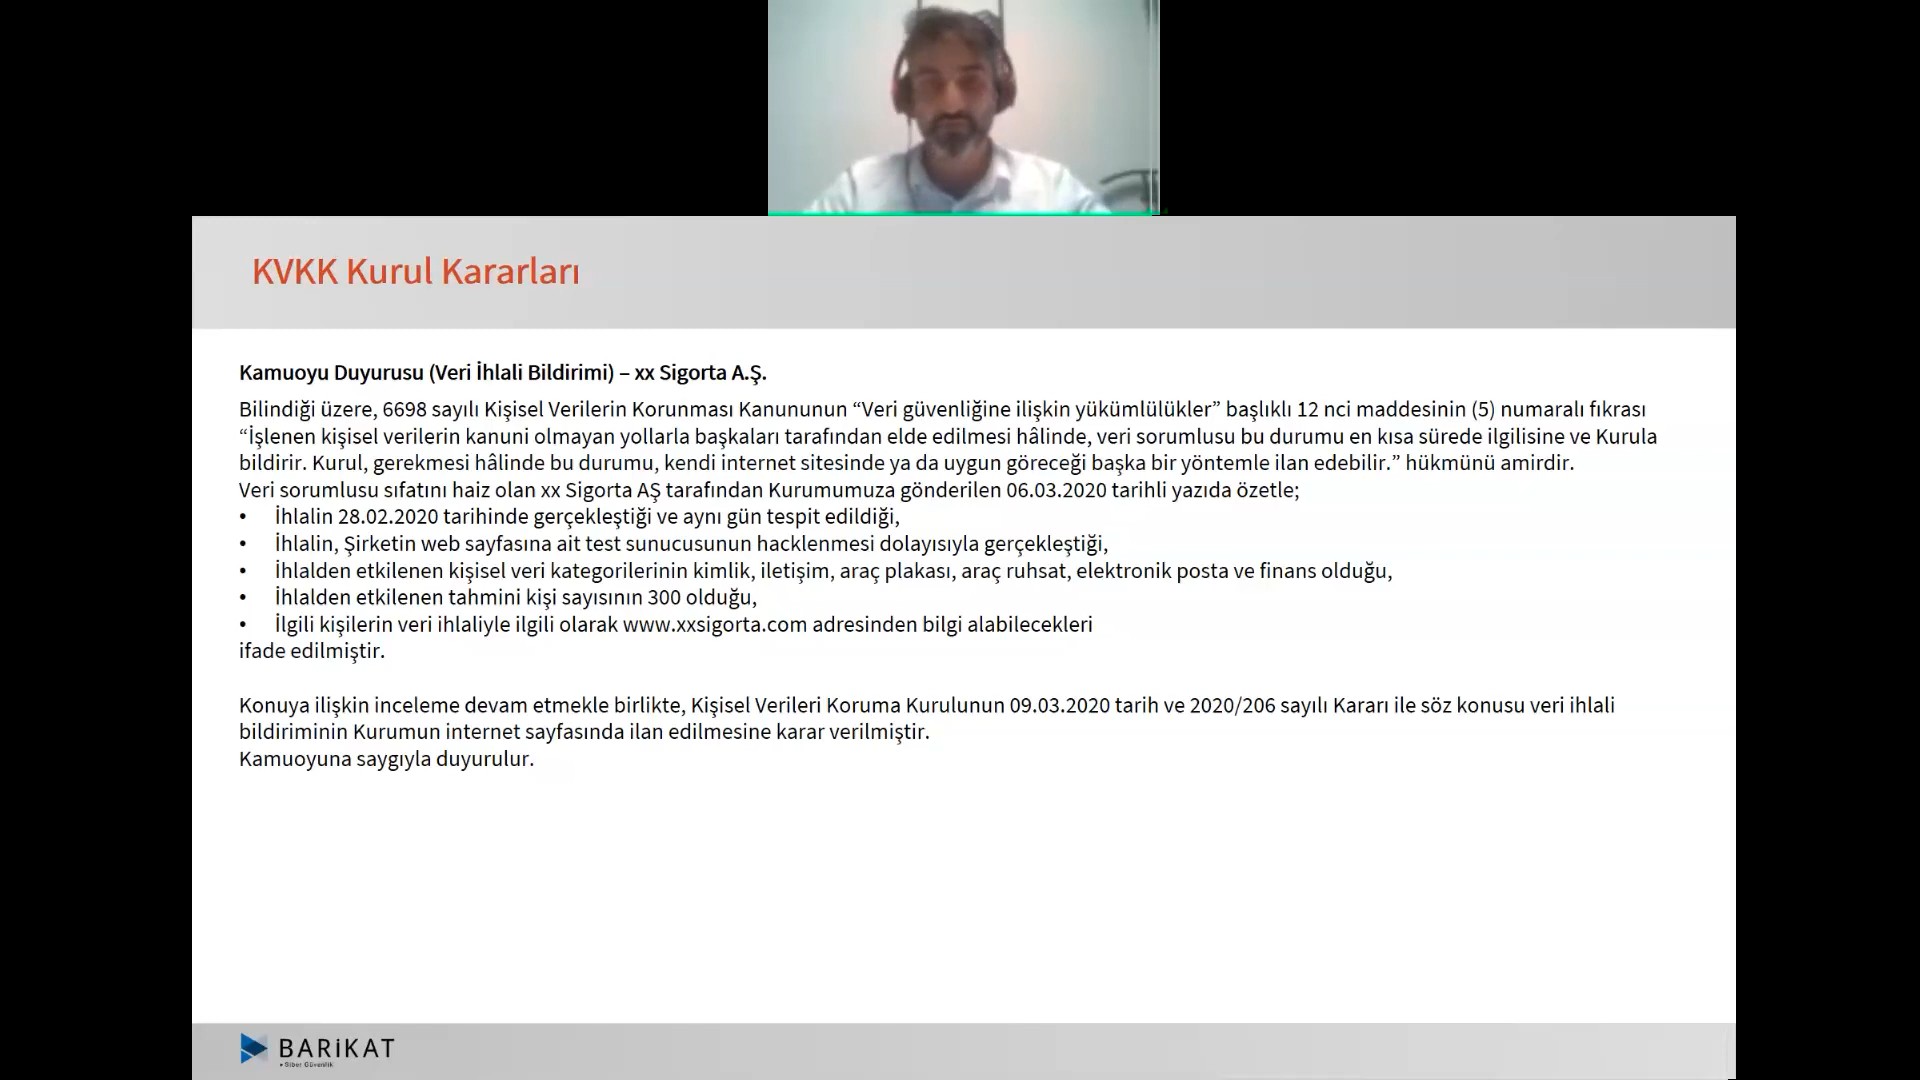 KVKK Kurul Kararları
Kamuoyu Duyurusu (Veri İhlali Bildirimi) – xx Sigorta A.Ş.
Bilindiği üzere, 6698 sayılı Kişisel Verilerin Korunması Kanununun “Veri güvenliğine ilişkin yükümlülükler” başlıklı 12 nci maddesinin (5) numaralı fıkrası
“İşlenen kişisel verilerin kanuni olmayan yollarla başkaları tarafından elde edilmesi hâlinde, veri sorumlusu bu durumu en kısa sürede ilgilisine ve Kurula
bildirir. Kurul, gerekmesi hâlinde bu durumu, kendi internet sitesinde ya da uygun göreceği başka bir yöntemle ilan edebilir.” hükmünü amirdir.
Veri sorumlusu sıfatını haiz olan xx Sigorta AŞ tarafından Kurumumuza gönderilen 06.03.2020 tarihli yazıda özetle;
• İhlalin 28.02.2020 tarihinde gerçekleştiği ve aynı gün tespit edildiği,
• İhlalin, Şirketin web sayfasına ait test sunucusunun hacklenmesi dolayısıyla gerçekleştiği,
• İhlalden etkilenen kişisel veri kategorilerinin kimlik, iletişim, araç plakası, araç ruhsat, elektronik posta ve finans olduğu,
• İhlalden etkilenen tahmini kişi sayısının 300 olduğu,
• İlgili kişilerin veri ihlaliyle ilgili olarak www.xxsigorta.com adresinden bilgi alabilecekleri
ifade edilmiştir.
Konuya ilişkin inceleme devam etmekle birlikte, Kişisel Verileri Koruma Kurulunun 09.03.2020 tarih ve 2020/206 sayılı Kararı ile söz konusu veri ihlali
bildiriminin Kurumun internet sayfasında ilan edilmesine karar verilmiştir.
Kamuoyuna saygıyla duyurulur.
BARiKAT
• Siber Güvenlik